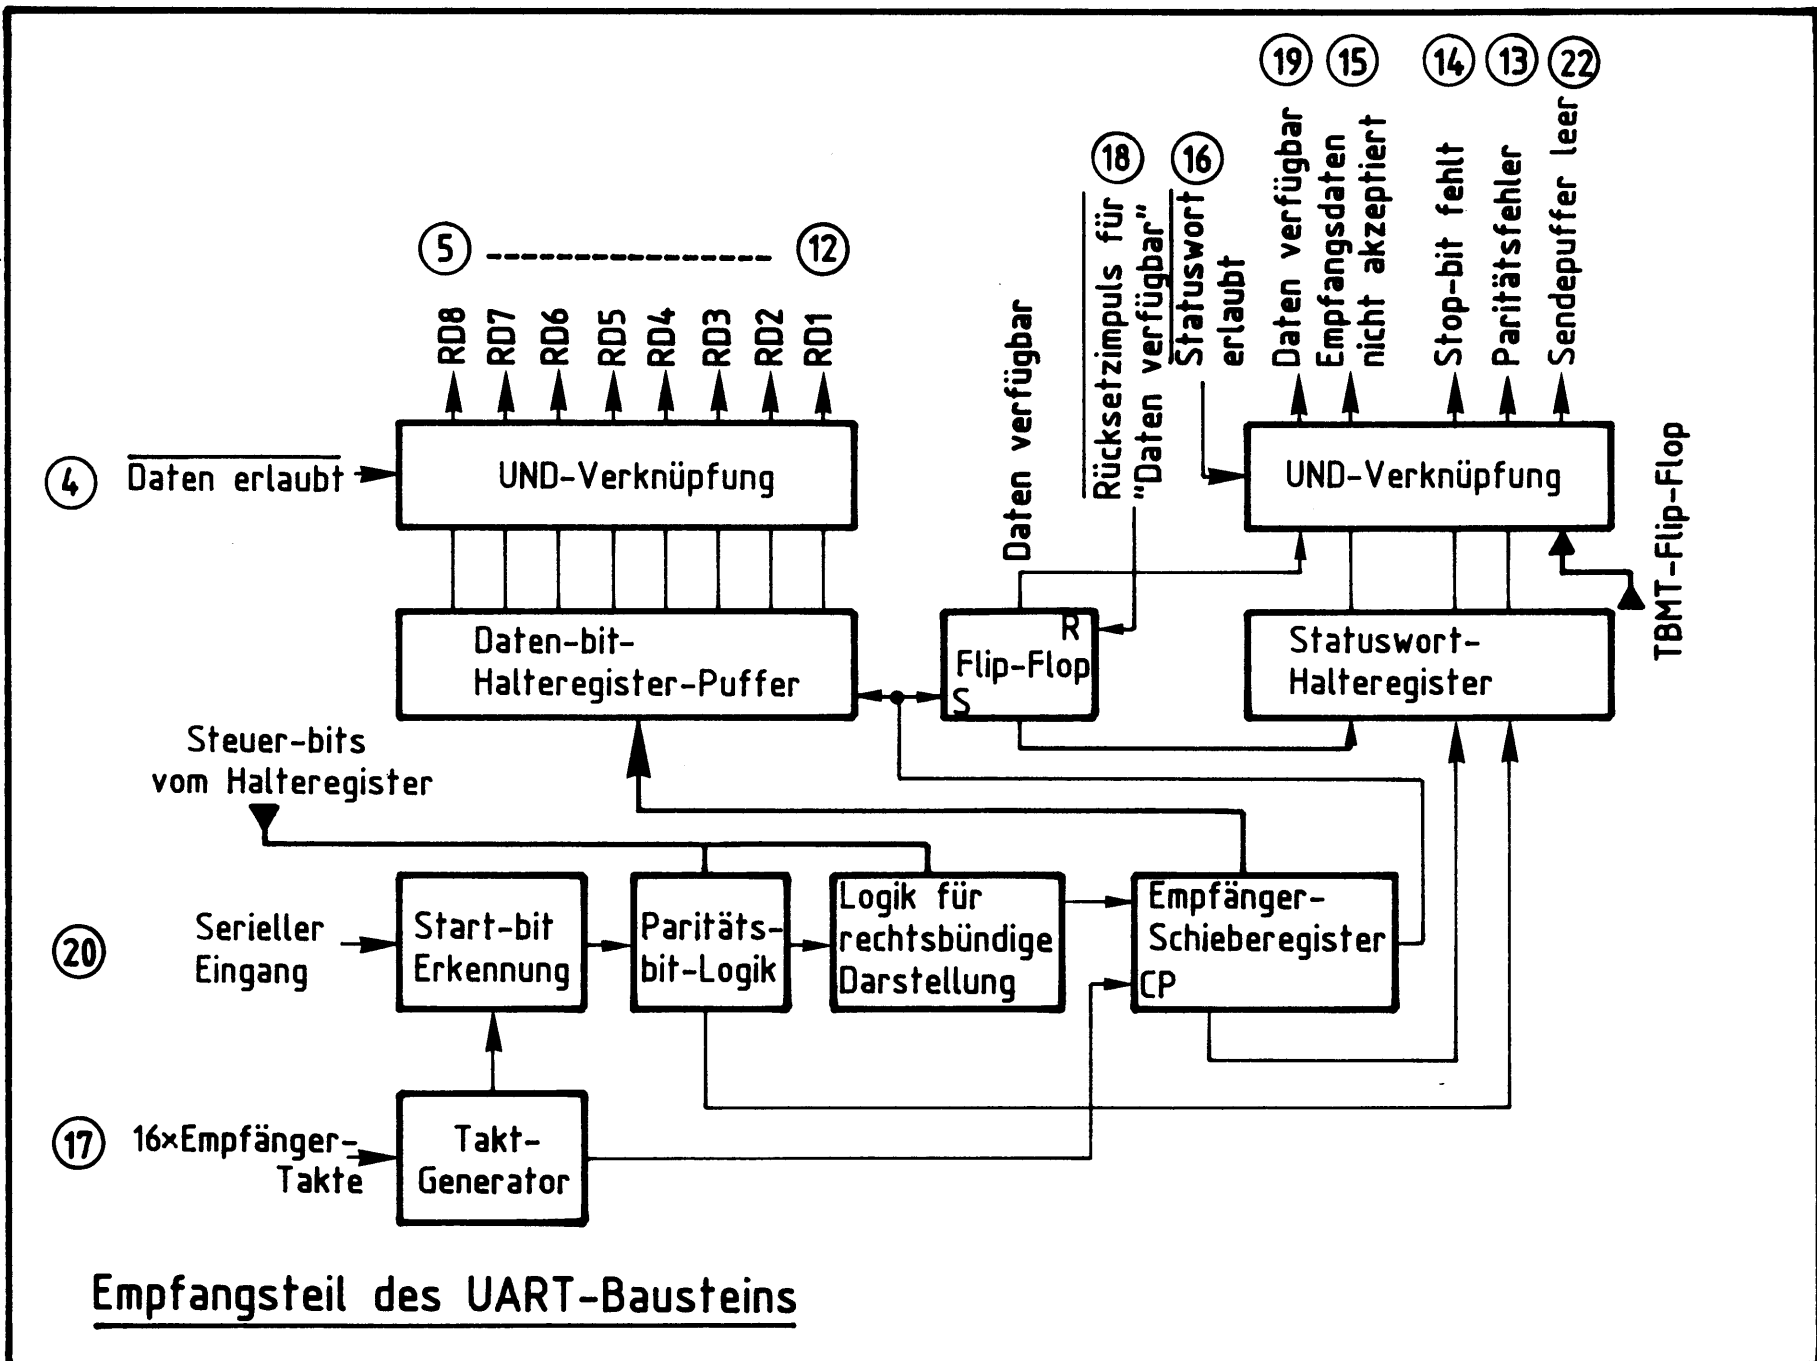 19 15 14 13 22
18 16
Daten verfügbar
Empfangsdaten
nicht akzeptiert
Stop-bit fehlt
Paritätsfehler
Sendepuffer leer
Rücksetzimpuls für
"Daten verfügbar"
Statuswort
erlaubt
5 12
RD8 RD7 RD6 RD5 RD4 RD3 RD2 RD1
Daten verfügbar
4 Daten erlaubt
UND-Verknüpfung
UND-Verknüpfung
TBMT-Flip-Flop
Daten-bit-
Halteregister-Puffer
R
Flip-Flop
S
Statuswort-
Halteregister
Steuer-bits
vom Halteregister
20
Serieller
Eingang
Start-bit
Erkennung
Paritäts-
bit-Logik
Logik für
rechtsbündige
Darstellung
Empfänger-
Schieberegister
CP
17
16×Empfänger-
Takte
Takt-
Generator
Empfangsteil des UART-Bausteins